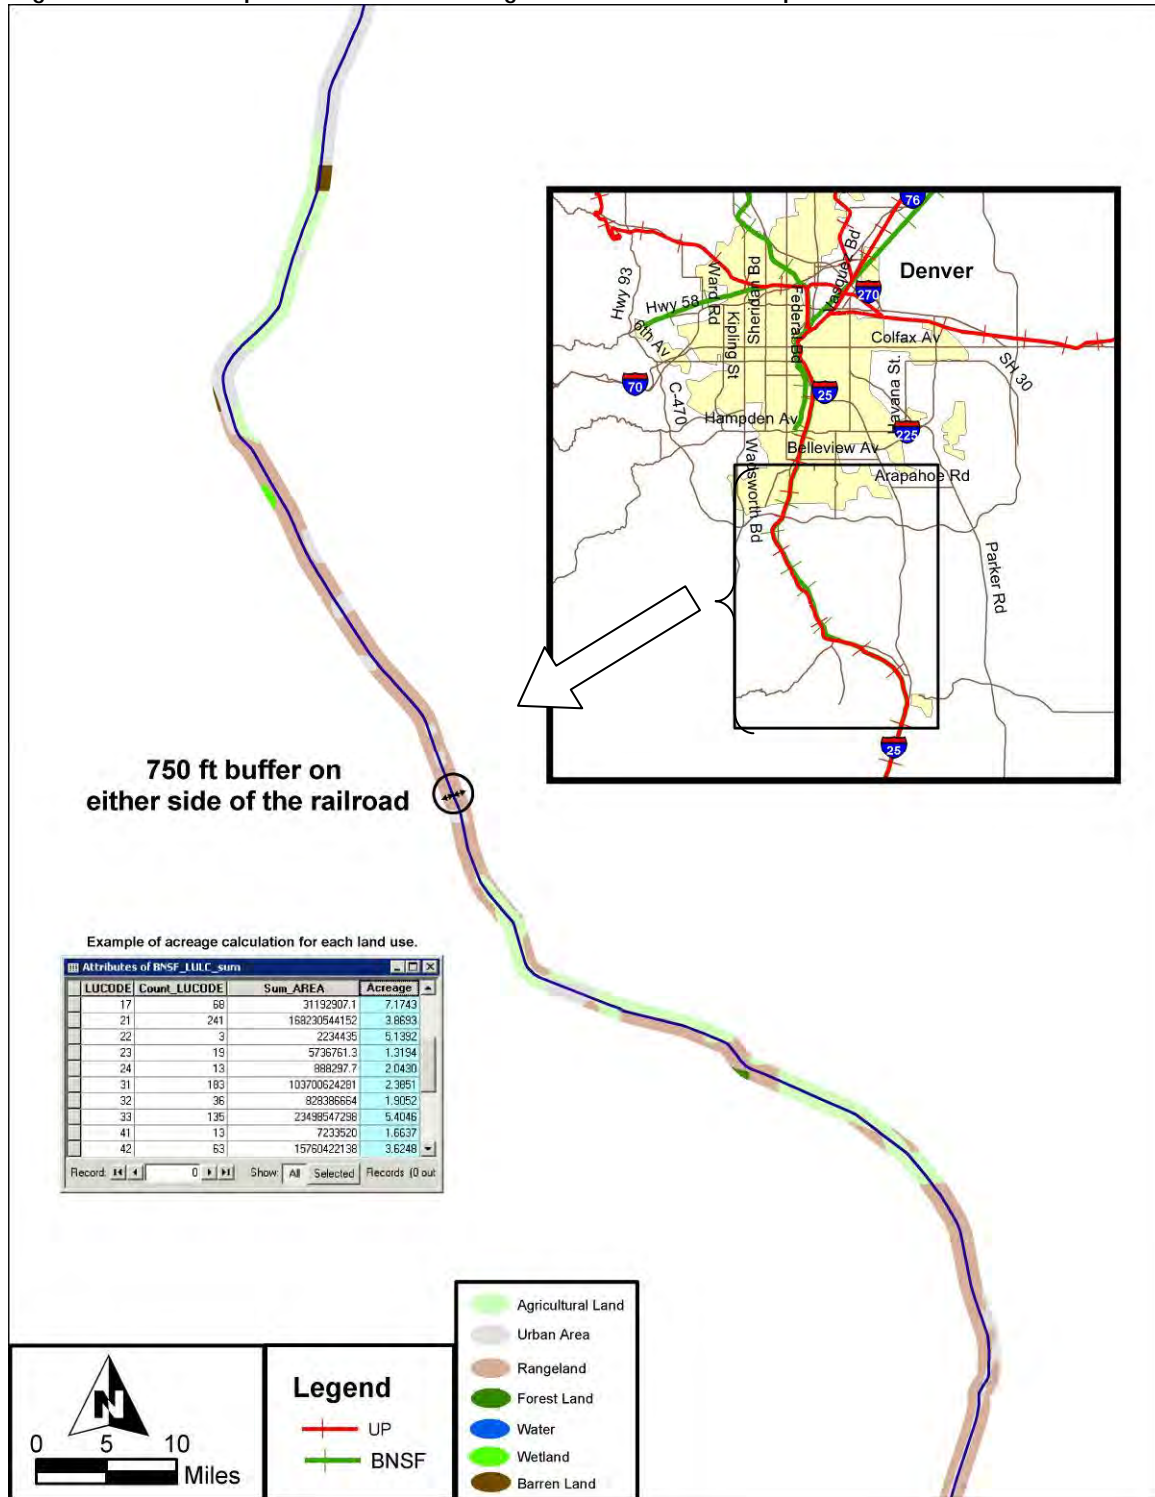 76
Denver
Vasquez Bd
270
Hwy 93
Ward Rd
Sheridan Bd
Federal Bd
Hwy 58
Kipling St
6th Av
Colfax Av
SH 30
70
C-470
25
Havana St.
Hampden Av
225
Belleview Av
Wadsworth Bd
Arapahoe Rd
Parker Rd
25
750 ft buffer on
either side of the railroad
Example of acreage calculation for each land use.
Attributes of BNSF_LULC_sum
LUCODE Count_LUCODE Sum_AREA Acreage
17 68 31192907.1 7.1743
21 241 168230544152 3.8693
22 3 2234435 5.1392
23 19 5736761.3 1.3194
24 13 888297.7 2.0430
31 183 103700624281 2.3851
32 36 828386664 1.9052
33 135 23498547298 5.4046
41 13 7233520 1.6637
42 63 15760422138 3.6248
Record: 0 Show: All Selected Records (0 out
Agricultural Land
Urban Area
Rangeland
Forest Land
Water
Wetland
Barren Land
N
0 5 10
Miles
Legend
UP
BNSF